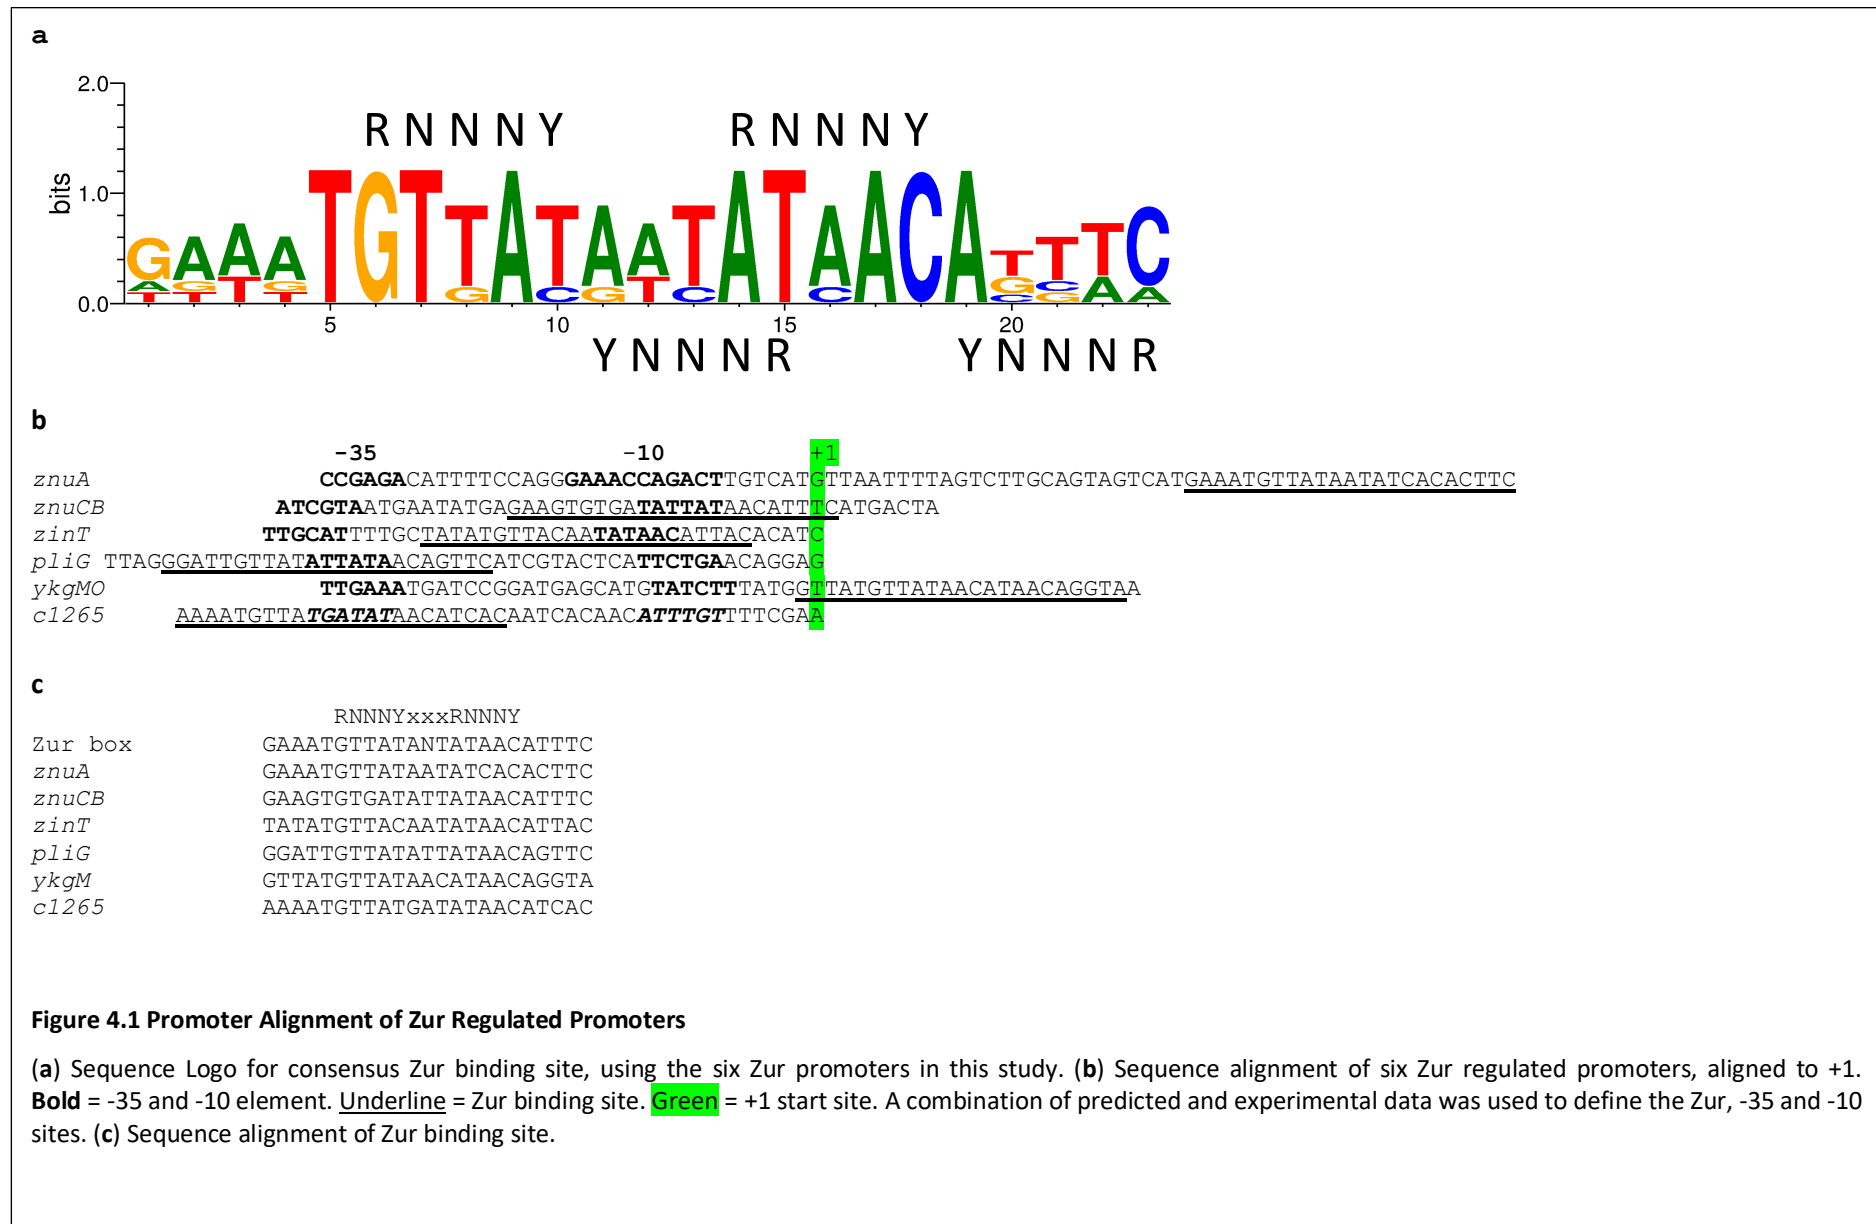 a
2.0
R N N N Y R N N N Y
bits
1.0
GAAATGTTATAATATAACATTTC
0.0
5 10 15 20
Y N N N R Y N N N R
b
-35 -10 +1
znuA CCGAGACATTTTCCAGGGAAACCAGACTTGTCATGTTAATTTTAGTCTTGCAGTAGTCATGAAATGTTATAATATCACACTTC
znuCB ATCGTAATGAATATGAGAAGTGTGATATTATAACATTTCATGACTA
zinT TTGCATTTTGCTATATGTTACAATATAACATTACACATC
pliG TTAGGGATTGTTATATTATAACAGTTCATCGTACTCATTCTGAACAGGAG
ykgMO TTGAAATGATCCGGATGAGCATGTATCTTTATGGTTATGTTATAACATAACAGGTAA
c1265 AAAATGTTATGATATAACATCACAATCACAACATTTGTTTTCGAA
c
RNNNYxxxRNNNY
Zur box GAAATGTTATANTATAACATTTC
znuA GAAATGTTATAATATCACACTTC
znuCB GAAGTGTGATATTATAACATTTC
zinT TATATGTTACAATATAACATTAC
pliG GGATTGTTATATTATAACAGTTC
ykgM GTTATGTTATAACATAACAGGTA
c1265 AAAATGTTATGATATAACATCAC
Figure 4.1 Promoter Alignment of Zur Regulated Promoters
(a) Sequence Logo for consensus Zur binding site, using the six Zur promoters in this study. (b) Sequence alignment of six Zur regulated promoters, aligned to +1.
Bold = -35 and -10 element. Underline = Zur binding site. Green = +1 start site. A combination of predicted and experimental data was used to define the Zur, -35 and -10
sites. (c) Sequence alignment of Zur binding site.